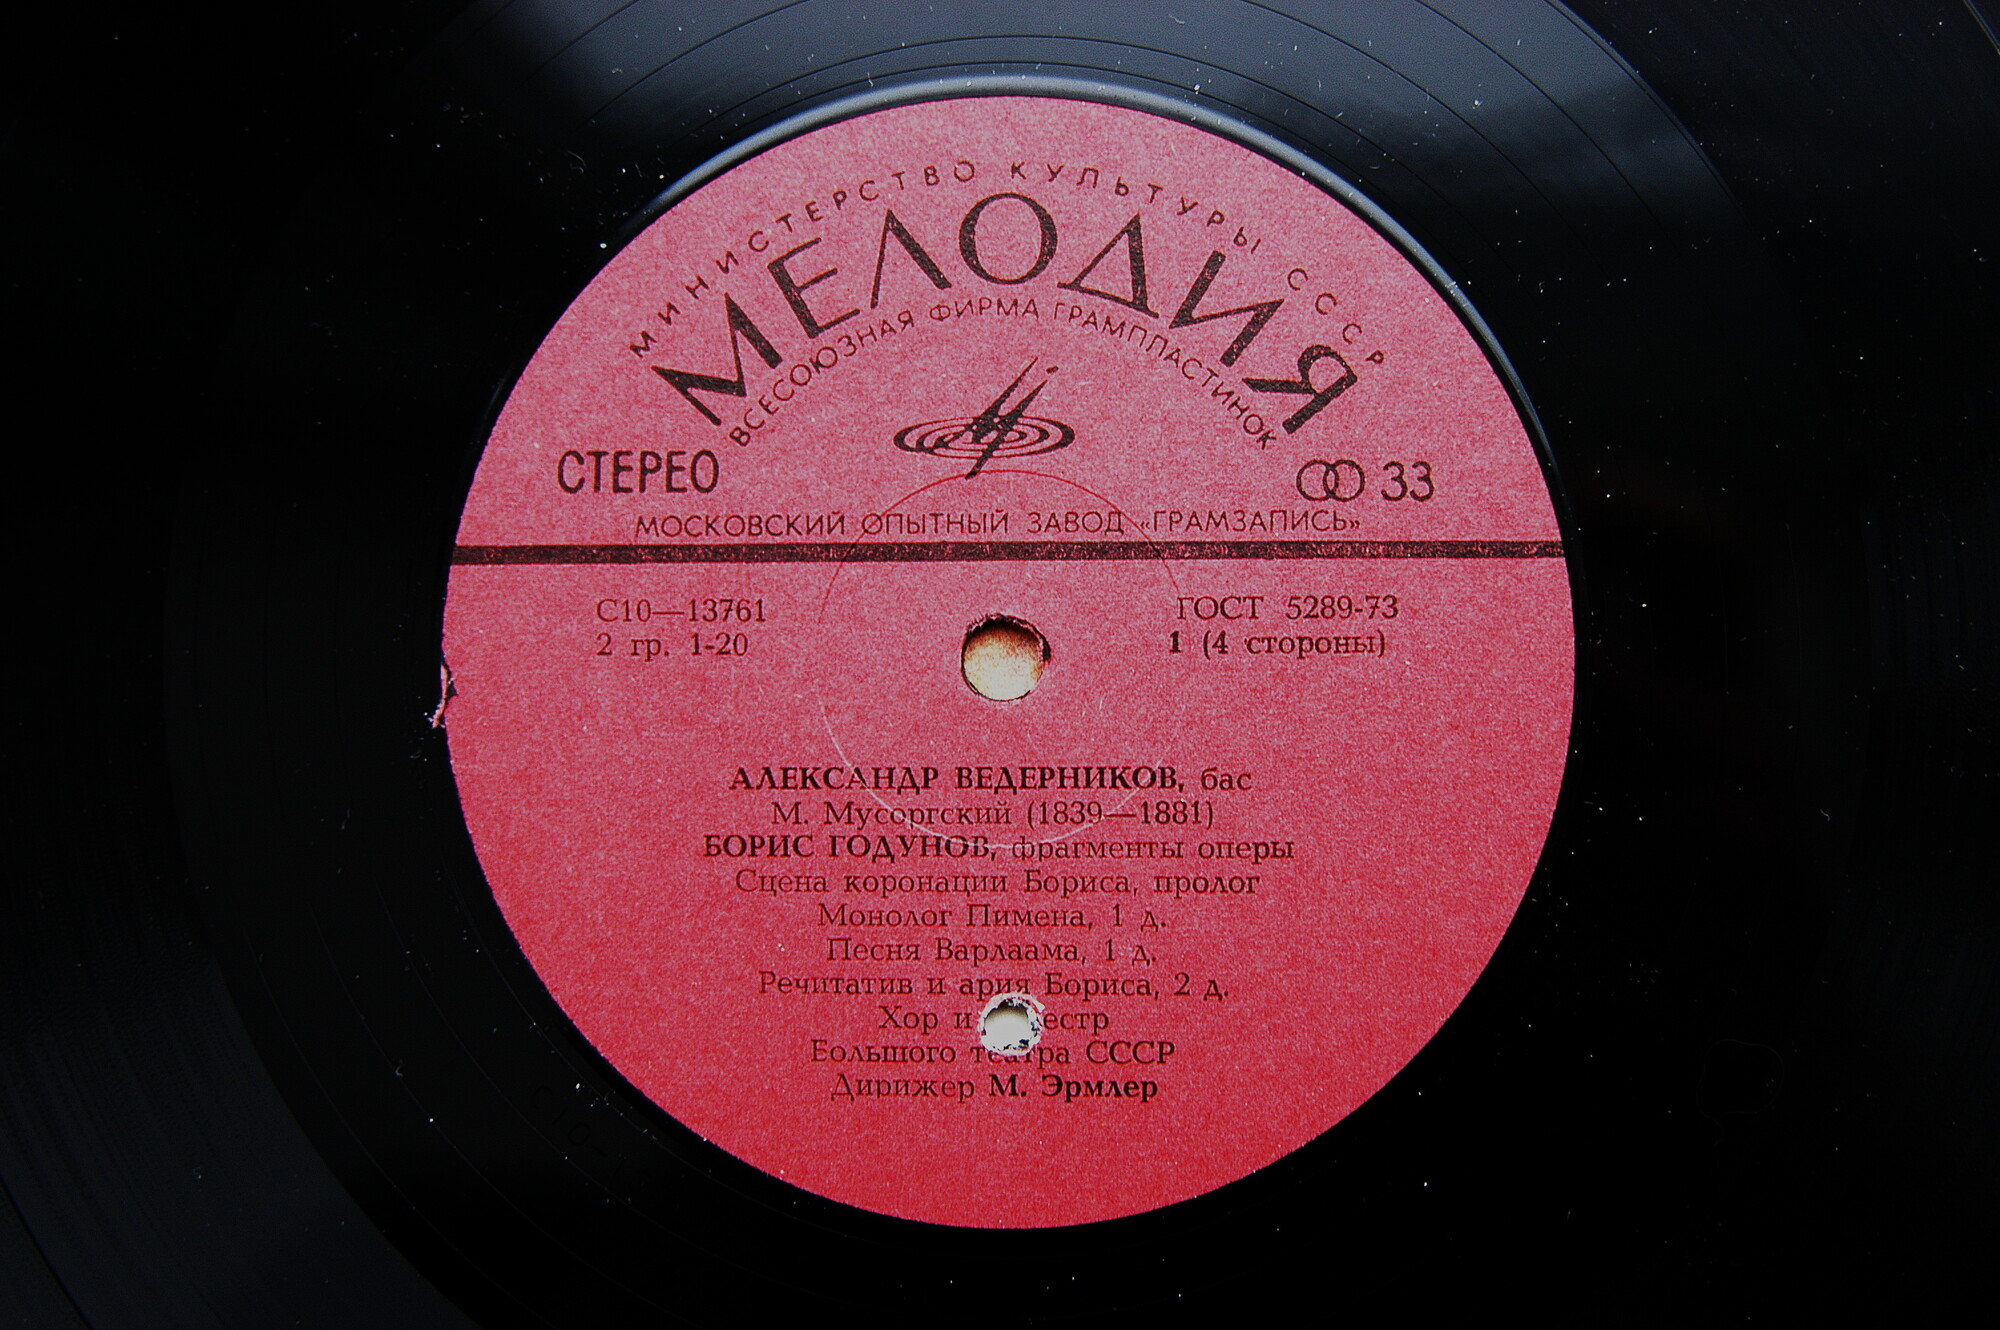 МИНИСТЕРСТВО КУЛЬТУРЫ СССР
МЕЛОДИЯ
ВСЕСОЮЗНАЯ ФИРМА ГРАМПЛАСТИНОК
СТЕРЕО
33
МОСКОВСКИЙ ОПЫТНЫЙ ЗАВОД «ГРАМЗАПИСЬ»
С10—13761
ГОСТ 5289-73
2 гр. 1-20
1 (4 стороны)
АЛЕКСАНДР ВЕДЕРНИКОВ, бас
М. Мусоргский (1839—1881)
БОРИС ГОДУНОВ, фрагменты оперы
Сцена коронации Бориса, пролог
Монолог Пимена, 1 д.
Песня Варлаама, 1 д.
Речитатив и ария Бориса, 2 д.
Хор и
Большого театра СССР
Дирижер М. Эрмлер